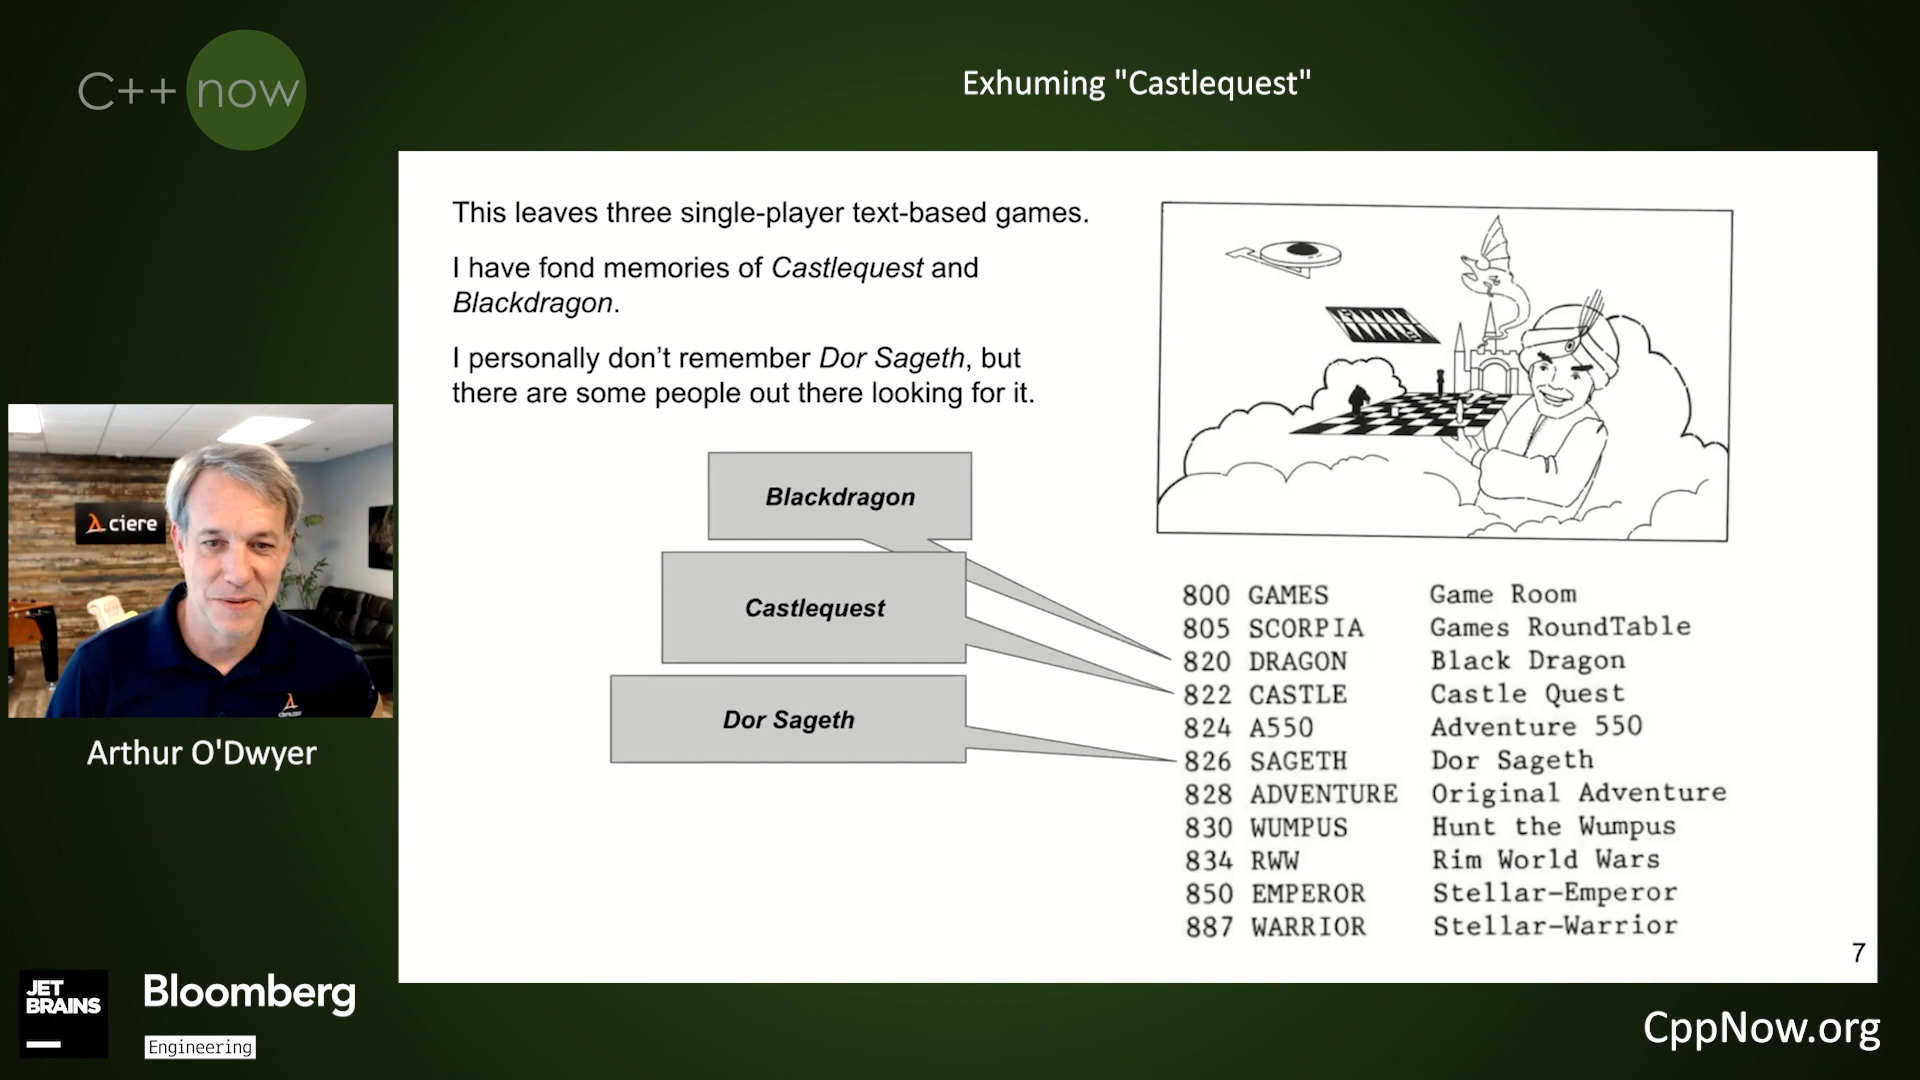 C++ now
Exhuming "Castlequest"
This leaves three single-player text-based games.
I have fond memories of Castlequest and
Blackdragon.
I personally don't remember Dor Sageth, but
there are some people out there looking for it.
Blackdragon
Castlequest
Dor Sageth
800 GAMES Game Room
805 SCORPIA Games RoundTable
820 DRAGON Black Dragon
822 CASTLE Castle Quest
824 A550 Adventure 550
826 SAGETH Dor Sageth
828 ADVENTURE Original Adventure
830 WUMPUS Hunt the Wumpus
834 RWW Rim World Wars
850 EMPEROR Stellar-Emperor
887 WARRIOR Stellar-Warrior
7
ciere
ciere.com
Arthur O'Dwyer
JET
BRAINS
Bloomberg
Engineering
CppNow.org